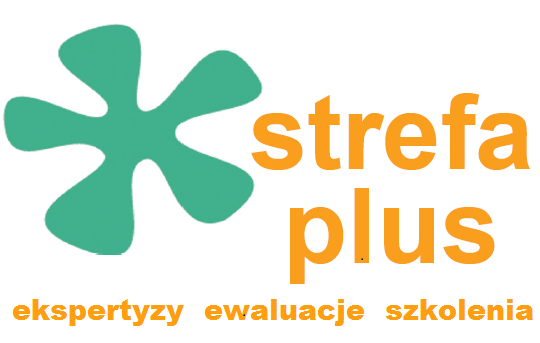 strefa
plus
ekspertyzy ewaluacje szkolenia